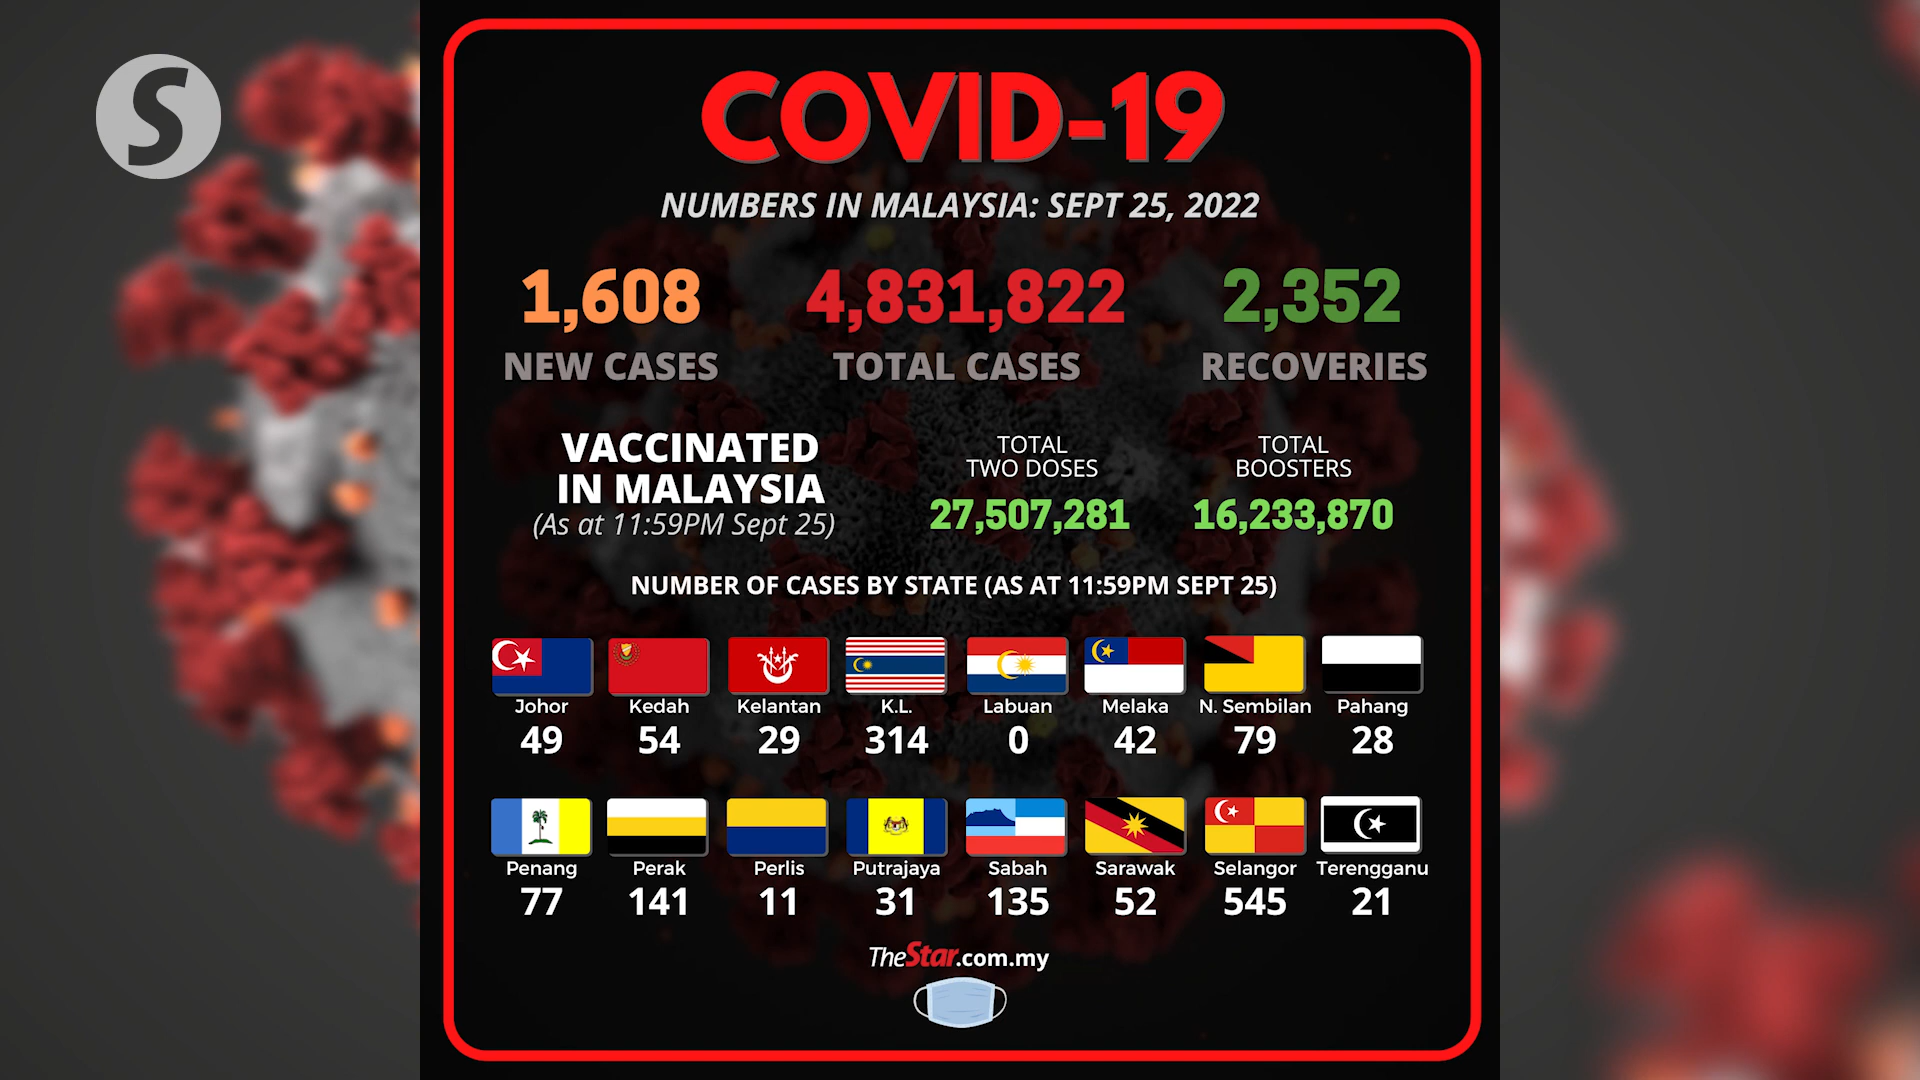 S
COVID-19
NUMBERS IN MALAYSIA: SEPT 25, 2022
1,608 4,831,822 2,352
NEW CASES TOTAL CASES RECOVERIES
VACCINATED
IN MALAYSIA
(As at 11:59PM Sept 25)
TOTAL
TWO DOSES
27,507,281
TOTAL
BOOSTERS
16,233,870
NUMBER OF CASES BY STATE (AS AT 11:59PM SEPT 25)
Johor Kedah Kelantan K.L. Labuan Melaka N. Sembilan Pahang
49 54 29 314 0 42 79 28
Penang Perak Perlis Putrajaya Sabah Sarawak Selangor Terengganu
77 141 11 31 135 52 545 21
TheStar.com.my